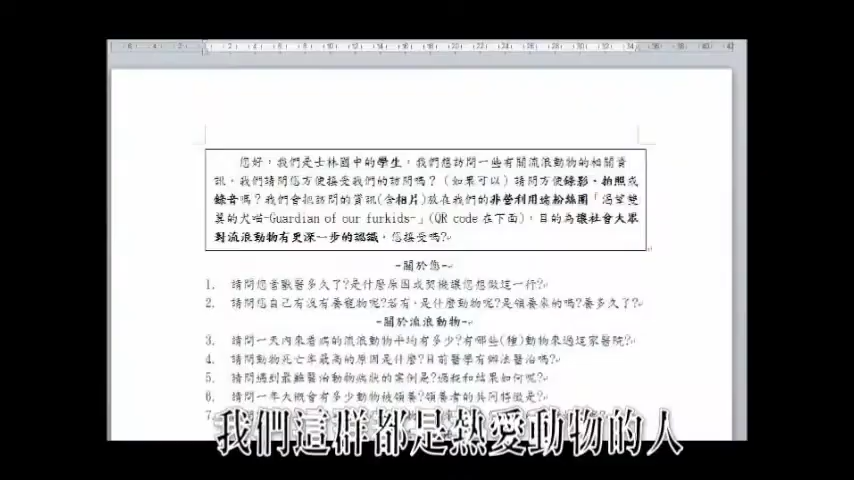 您好，我們是士林國中的學生，我們想訪問一些有關流浪動物的相關資
訊，我們請問您方便接受我們的訪問嗎？（如果可以）請問方便錄影、拍照或
錄音嗎？我們會把訪問的資訊(含相片)放在我們的非營利用途粉絲團「渴望雙
翼的犬喵-Guardian of our furkids-」(QR code 在下面)，目的為讓社會大眾
對流浪動物有更深一步的認識，您接受嗎?
~關於您~
1. 請問您當獸醫多久了?是什麼原因或契機讓您想做這一行?
2. 請問您自己有沒有養寵物呢?若有，是什麼動物呢?是領養來的嗎?養多久了?
~關於流浪動物~
3. 請問一天內來看病的流浪動物平均有多少?有哪些(種)動物來過這家醫院?
4. 請問動物死亡率最高的原因是什麼?目前醫學有辦法醫治嗎?
5. 請問遇到最難醫治動物病狀的案例是?過程和結果如何呢?
6. 請問一年大概會有多少動物被領養?領養者的共同特徵是?
7
我們這群都是熱愛動物的人